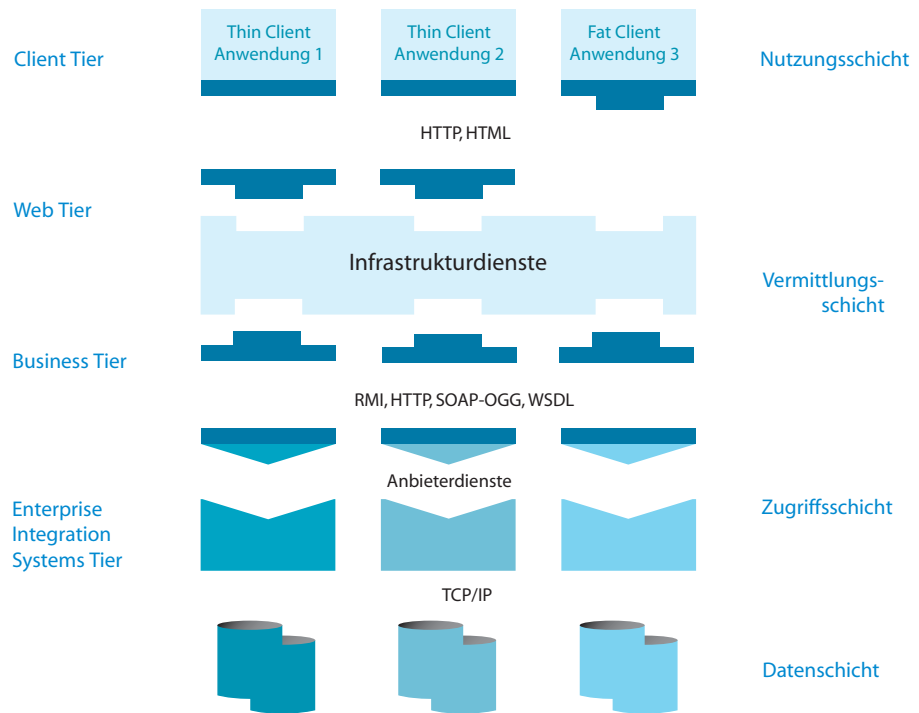 Client Tier
Thin Client
Anwendung 1
Thin Client
Anwendung 2
Fat Client
Anwendung 3
Nutzungsschicht
HTTP, HTML
Web Tier
Infrastrukturdienste
Vermittlungs-
schicht
Business Tier
RMI, HTTP, SOAP-OGG, WSDL
Anbieterdienste
Enterprise
Integration
Systems Tier
Zugriffsschicht
TCP/IP
Datenschicht